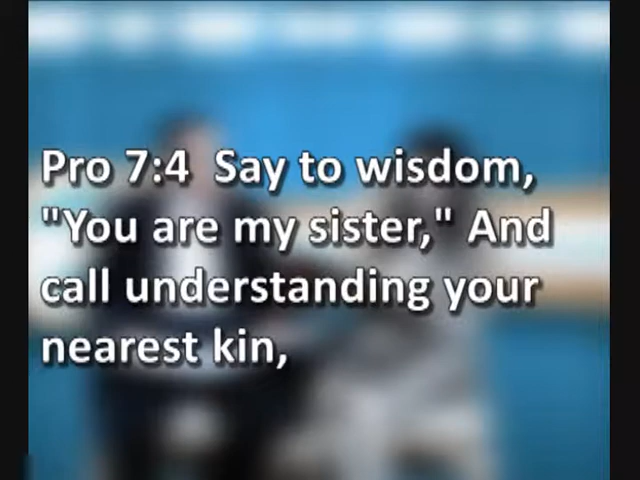 Pro 7:4  Say to wisdom,
"You are my sister," And
call understanding your
nearest kin,